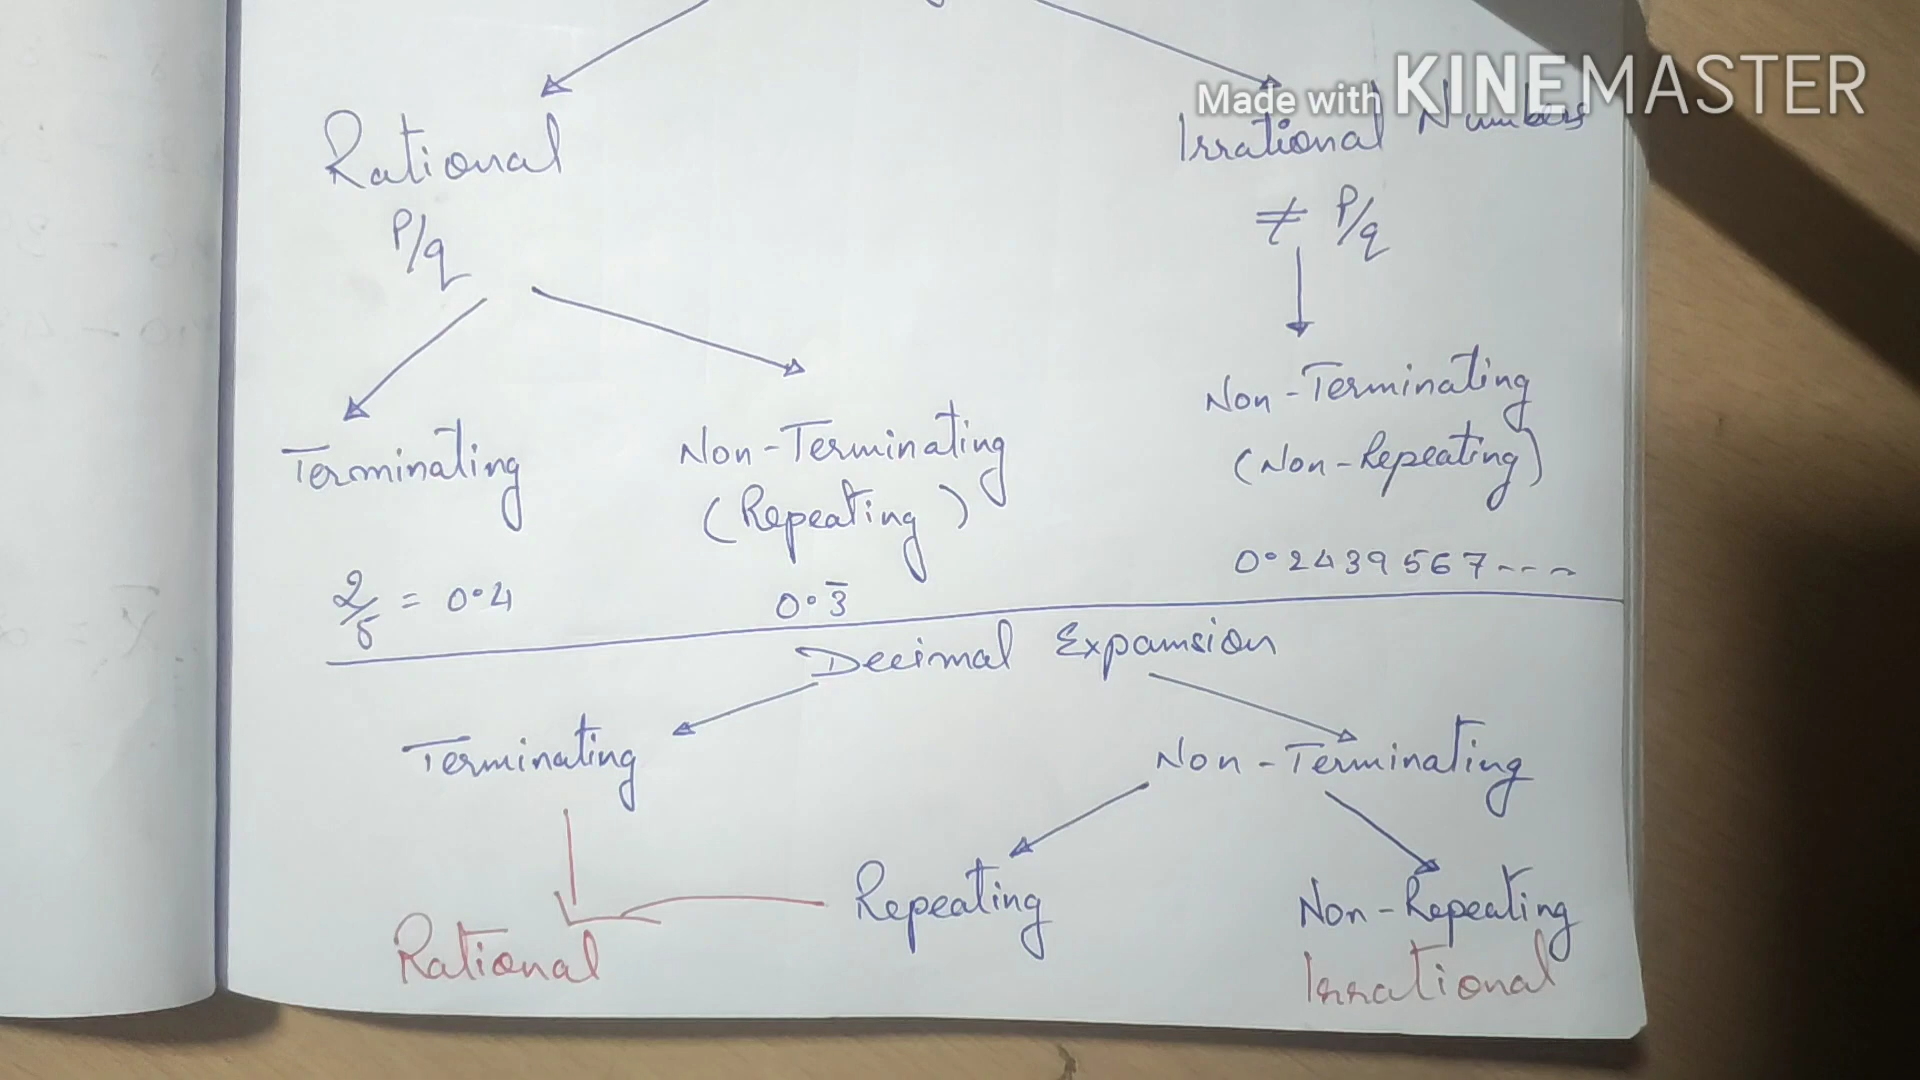 Made with KINEMASTER
Rational
P/q
Irrational Numbers
≠ P/q
Terminating
Non-Terminating
(Repeating)
Non-Terminating
(Non-Repeating)
2/5 = 0.4
0.3̅
0.2439567----
Decimal Expansion
Terminating
Non-Terminating
Repeating
Non-Repeating
Rational
Irrational